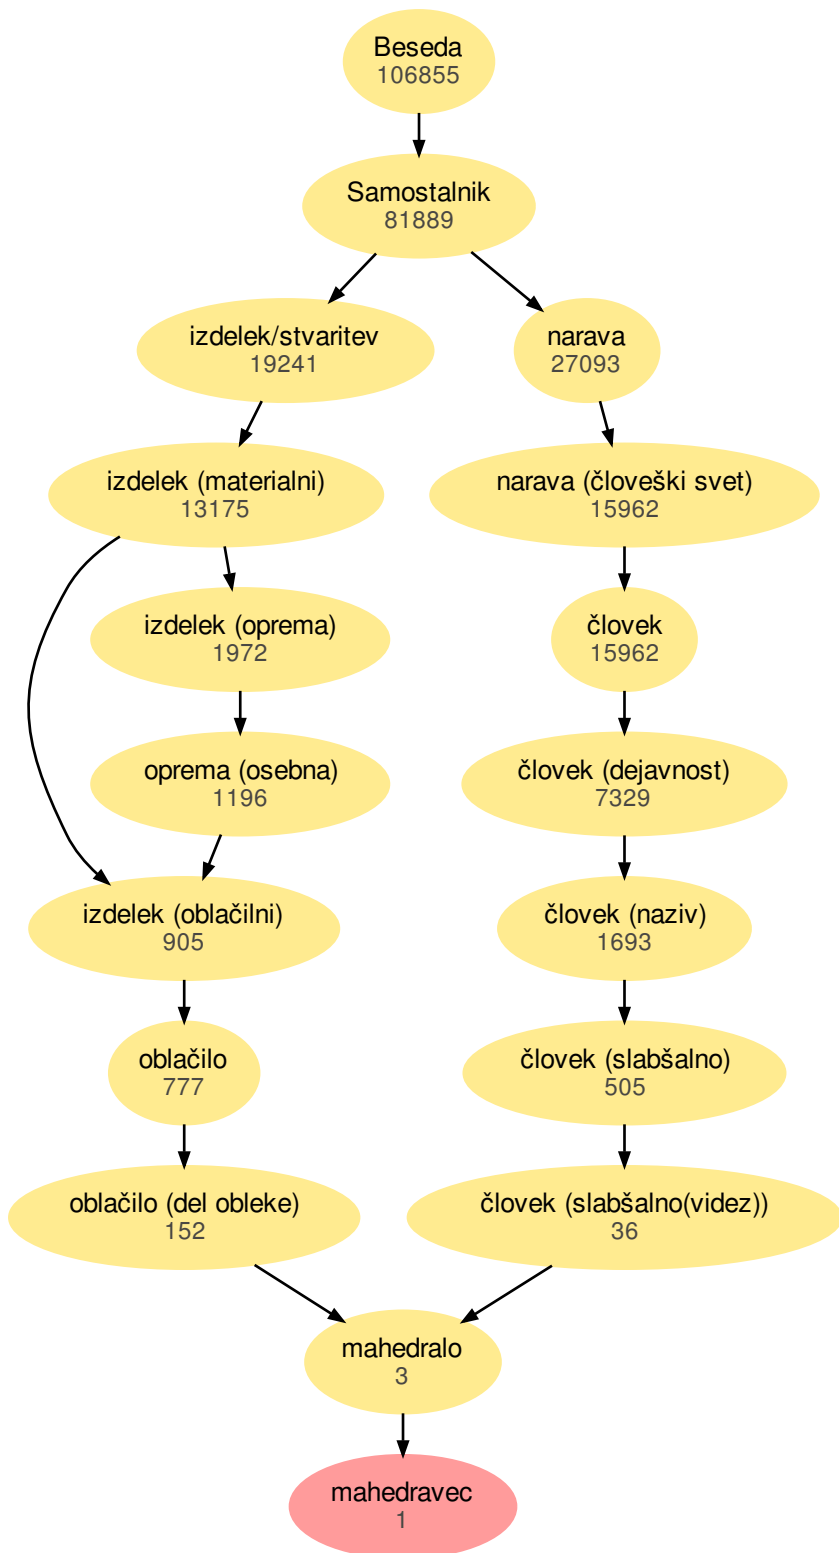 Beseda
106855
Samostalnik
81889
izdelek/stvaritev
19241
narava
27093
izdelek (materialni)
13175
narava (človeški svet)
15962
izdelek (oprema)
1972
človek
15962
oprema (osebna)
1196
človek (dejavnost)
7329
izdelek (oblačilni)
905
človek (naziv)
1693
oblačilo
777
človek (slabšalno)
505
oblačilo (del obleke)
152
človek (slabšalno(videz))
36
mahedralo
3
mahedravec
1